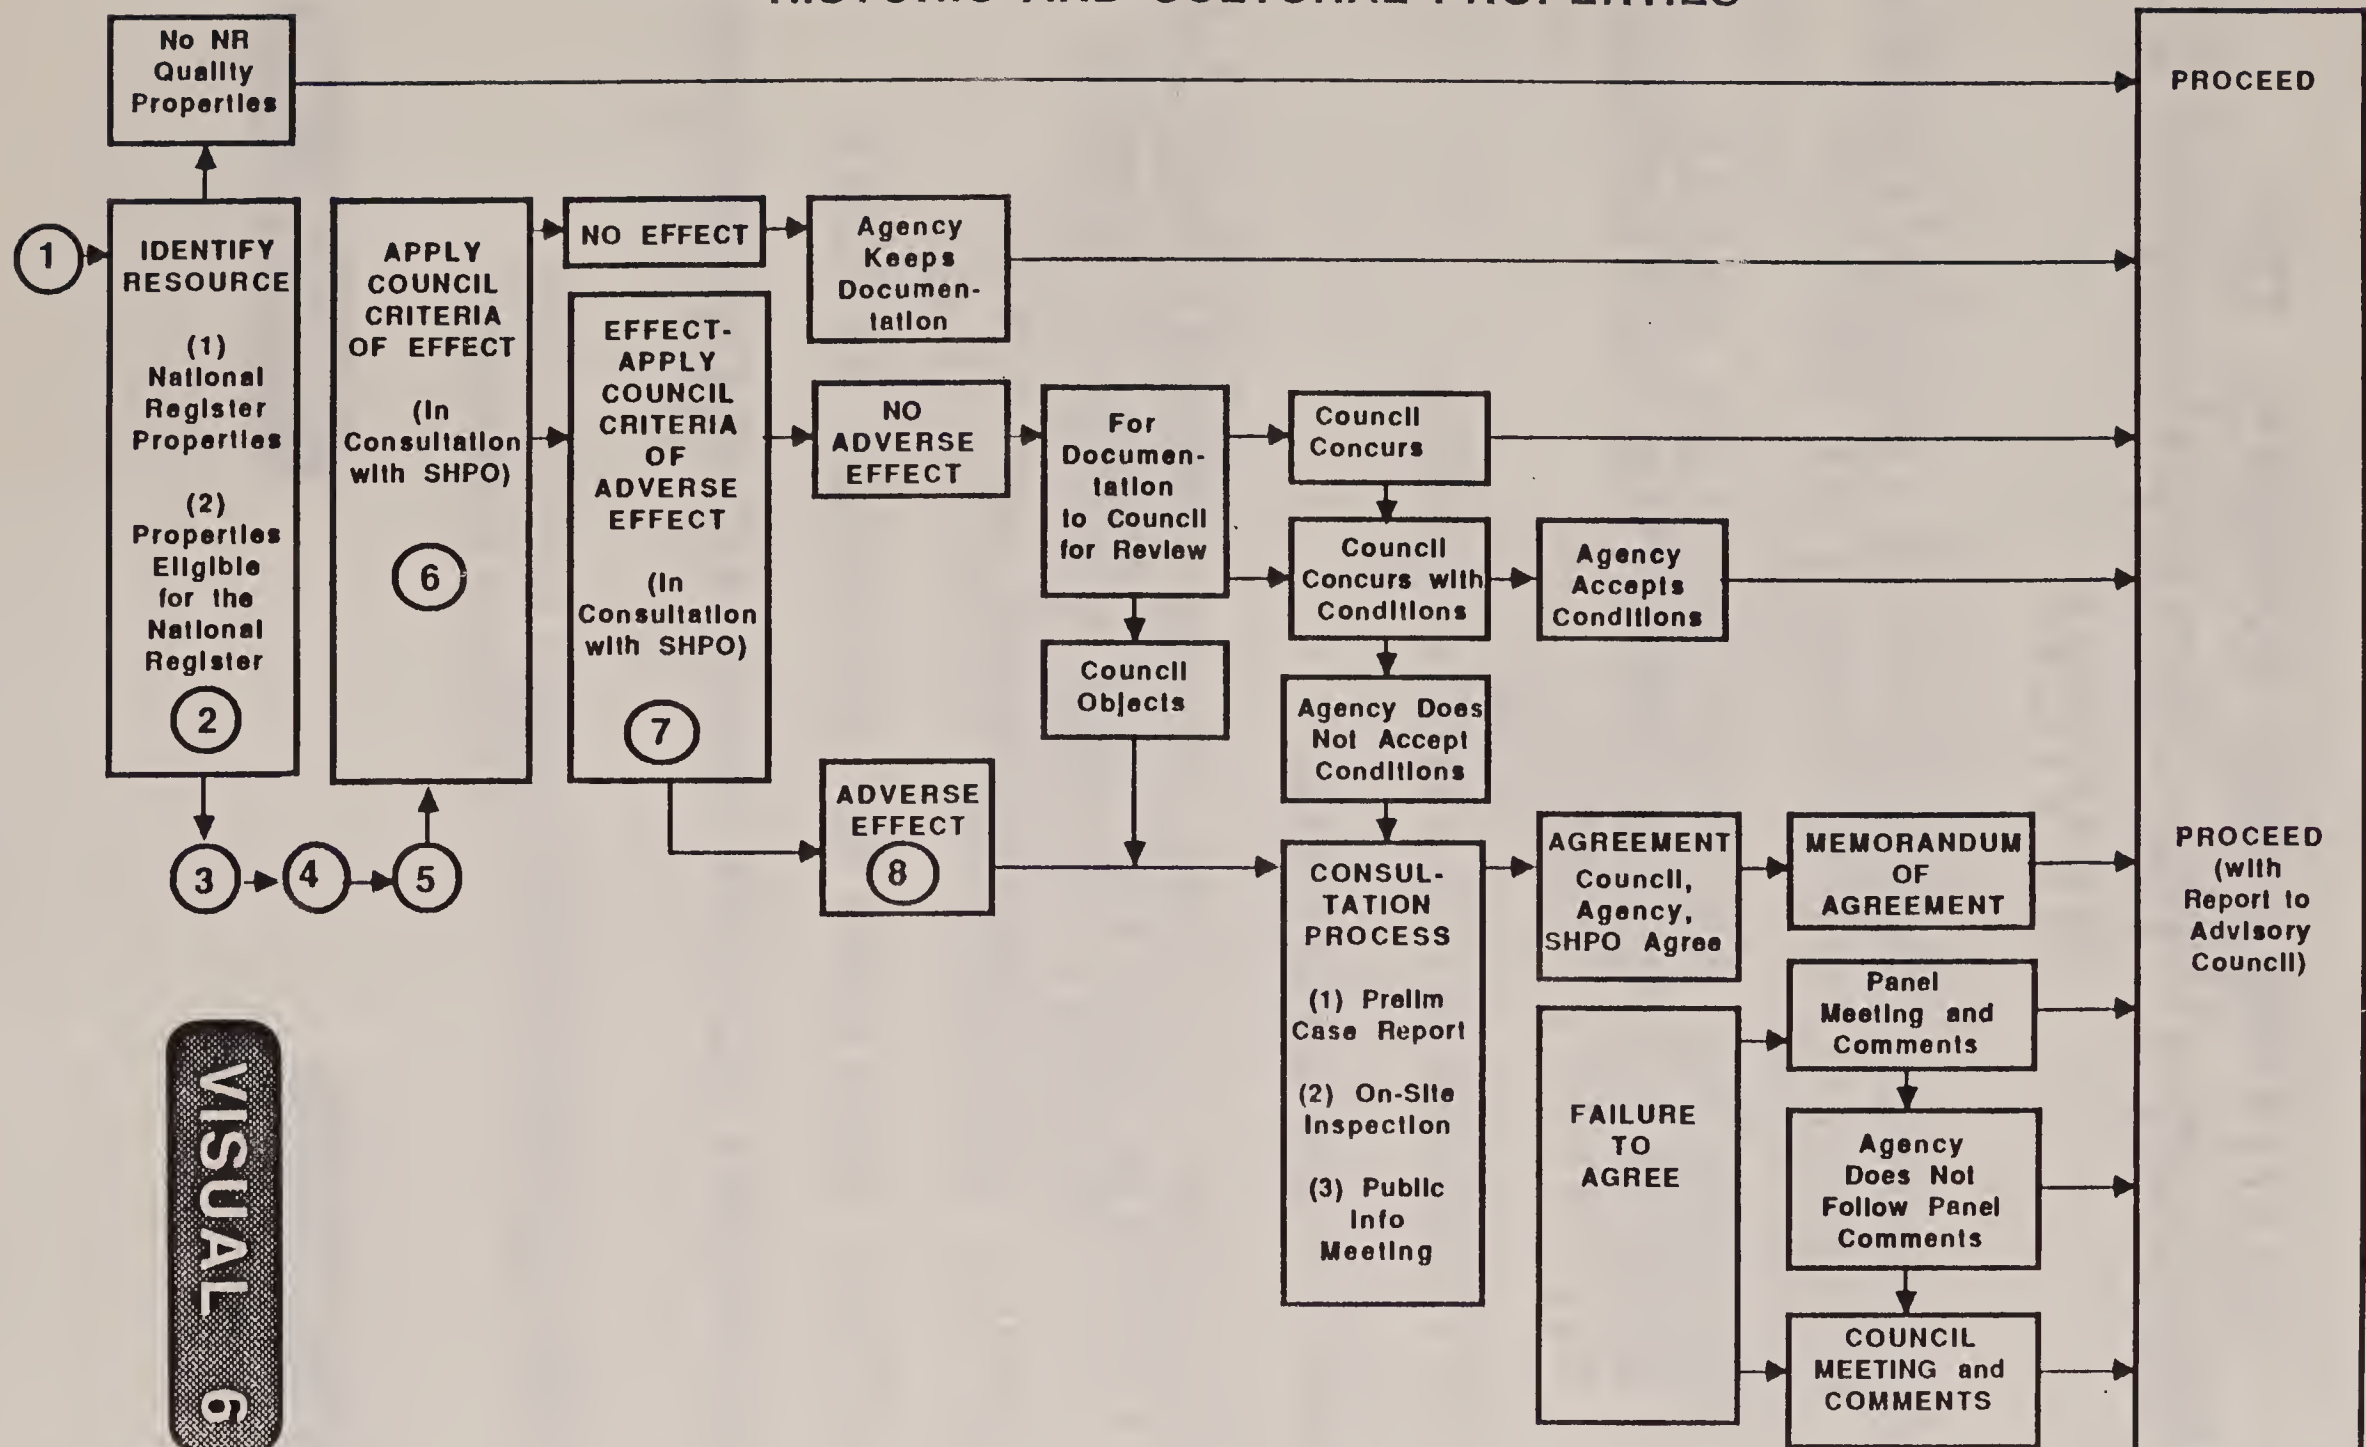 HISTORIC AND CULTURAL PROPERTIES
No NR
Quality
Properties
PROCEED
1
IDENTIFY
RESOURCE
(1)
National
Register
Properties
(2)
Properties
Eligible
for the
National
Register
2
3
4
5
APPLY
COUNCIL
CRITERIA
OF EFFECT
(In
Consultation
with SHPO)
6
NO EFFECT
Agency
Keeps
Documen-
tation
EFFECT-
APPLY
COUNCIL
CRITERIA
OF
ADVERSE
EFFECT
(In
Consultation
with SHPO)
7
NO
ADVERSE
EFFECT
For
Documen-
tation
to Council
for Review
Council
Concurs
Council
Concurs with
Conditions
Agency
Accepts
Conditions
Council
Objects
Agency Does
Not Accept
Conditions
ADVERSE
EFFECT
8
CONSUL-
TATION
PROCESS
(1) Prelim
Case Report
(2) On-Site
Inspection
(3) Public
Info
Meeting
AGREEMENT
Council,
Agency,
SHPO Agree
MEMORANDUM
OF
AGREEMENT
PROCEED
(with
Report to
Advisory
Council)
FAILURE
TO
AGREE
Panel
Meeting and
Comments
Agency
Does Not
Follow Panel
Comments
COUNCIL
MEETING and
COMMENTS
VISUAL 6